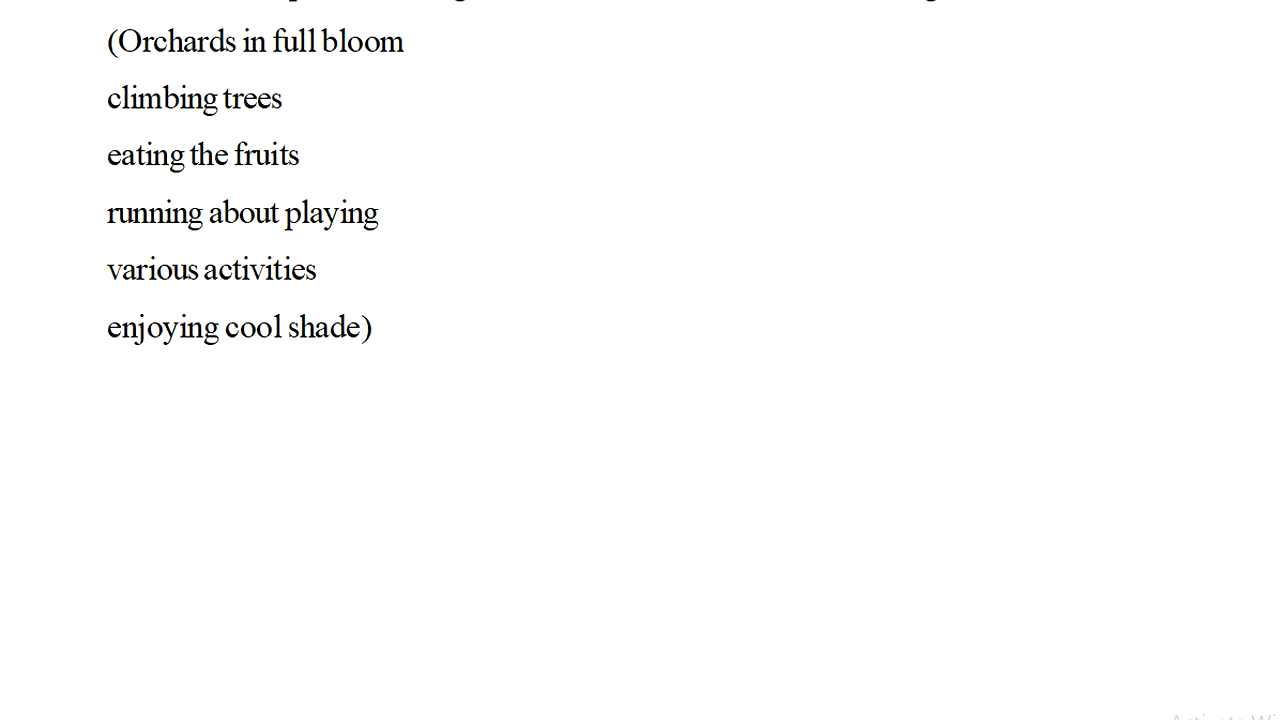 (Orchards in full bloom
climbing trees
eating the fruits
running about playing
various activities
enjoying cool shade)